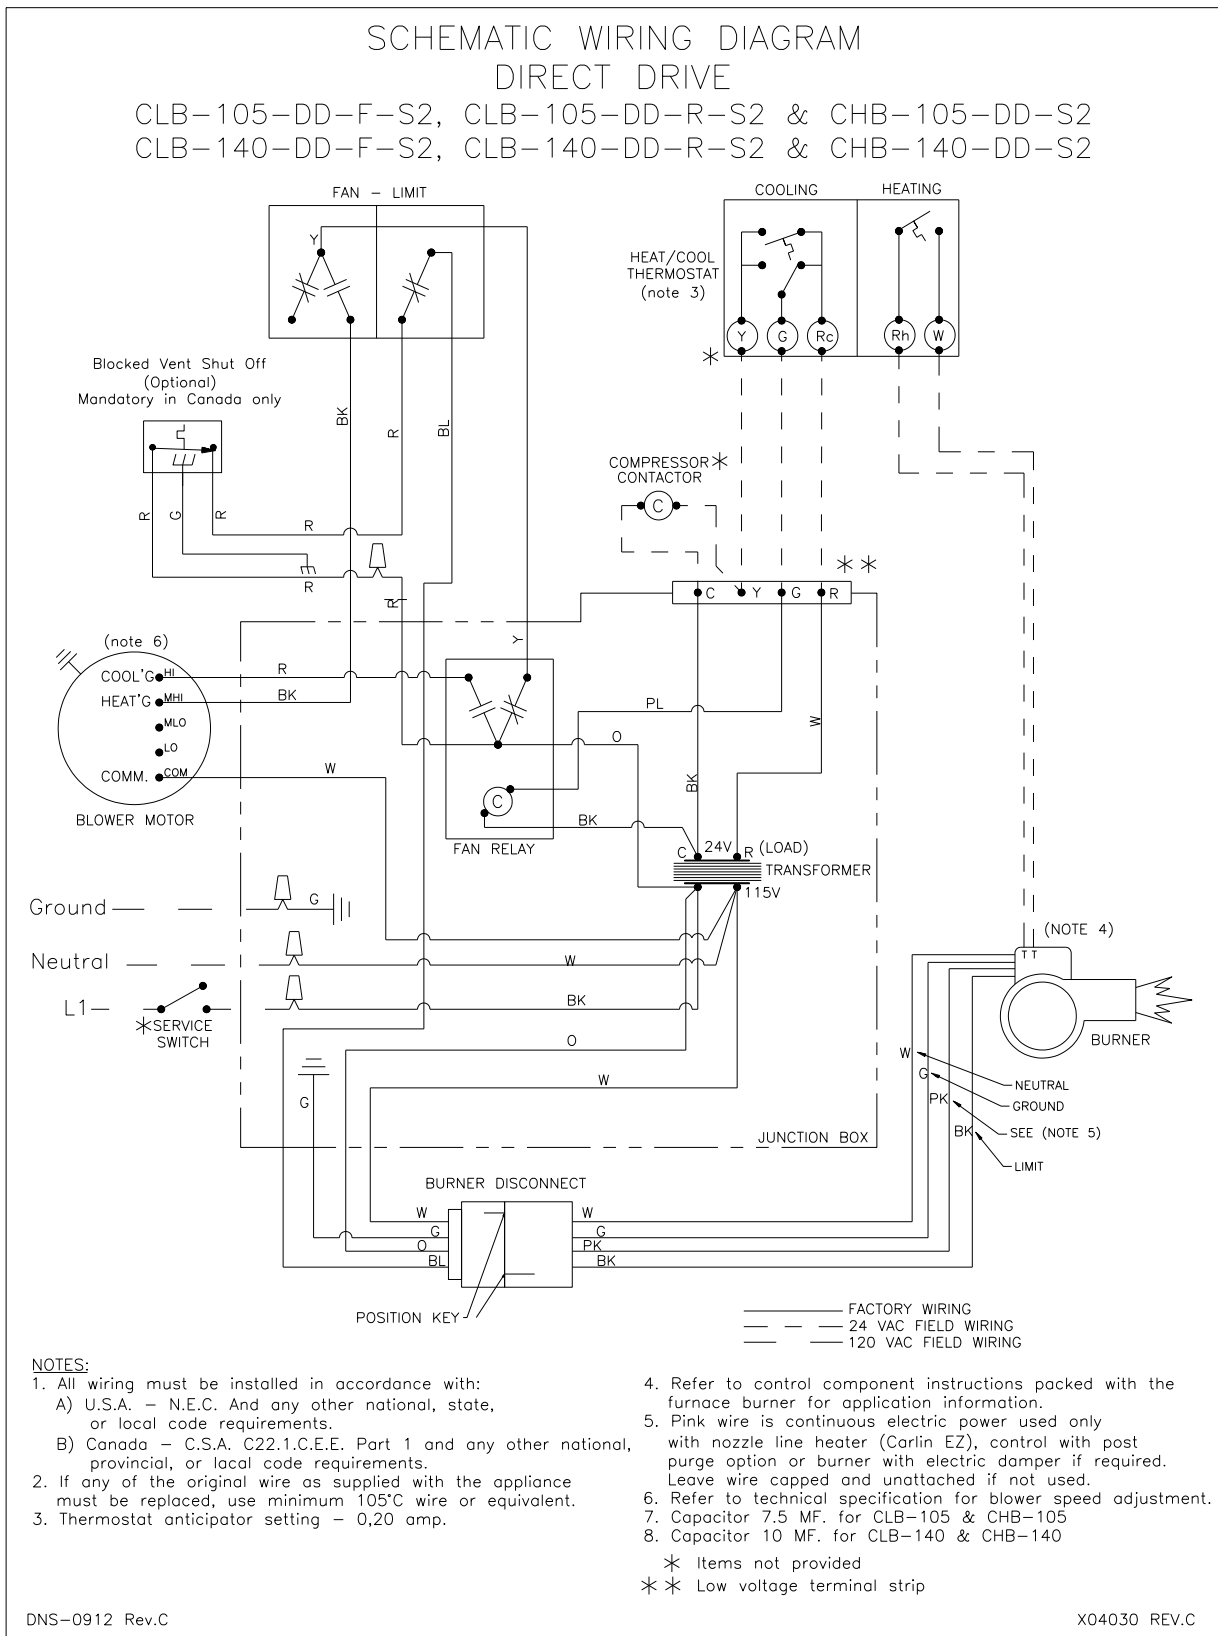 SCHEMATIC WIRING DIAGRAM
DIRECT DRIVE
CLB-105-DD-F-S2, CLB-105-DD-R-S2 & CHB-105-DD-S2
CLB-140-DD-F-S2, CLB-140-DD-R-S2 & CHB-140-DD-S2
FAN - LIMIT
COOLING
HEATING
Y
HEAT/COOL
THERMOSTAT
(note 3)
Y
G
Rc
Rh
W
*
Blocked Vent Shut Off
(Optional)
Mandatory in Canada only
BK
R
BL
COMPRESSOR *
CONTACTOR
C
R
G
R
R
R
R
* *
C
Y
G
R
(note 6)
Y
COOL'G HI
HEAT'G MHI
MLO
LO
COMM. COM
BLOWER MOTOR
R
BK
W
PL
O
W
BK
C
BK
FAN RELAY
C 24V R (LOAD)
TRANSFORMER
115V
Ground
G
Neutral
W
L1
BK
* SERVICE
SWITCH
O
W
G
(NOTE 4)
T T
BURNER
W
NEUTRAL
G
GROUND
PK
SEE (NOTE 5)
BK
LIMIT
JUNCTION BOX
BURNER DISCONNECT
W
G
O
BL
W
G
PK
BK
POSITION KEY
FACTORY WIRING
24 VAC FIELD WIRING
120 VAC FIELD WIRING
NOTES:
1. All wiring must be installed in accordance with:
A) U.S.A. - N.E.C. And any other national, state,
or local code requirements.
B) Canada - C.S.A. C22.1.C.E.E. Part 1 and any other national,
provincial, or lacal code requirements.
2. If any of the original wire as supplied with the appliance
must be replaced, use minimum 105°C wire or equivalent.
3. Thermostat anticipator setting - 0,20 amp.
4. Refer to control component instructions packed with the
furnace burner for application information.
5. Pink wire is continuous electric power used only
with nozzle line heater (Carlin EZ), control with post
purge option or burner with electric damper if required.
Leave wire capped and unattached if not used.
6. Refer to technical specification for blower speed adjustment.
7. Capacitor 7.5 MF. for CLB-105 & CHB-105
8. Capacitor 10 MF. for CLB-140 & CHB-140
* Items not provided
* * Low voltage terminal strip
DNS-0912 Rev.C
X04030 REV.C